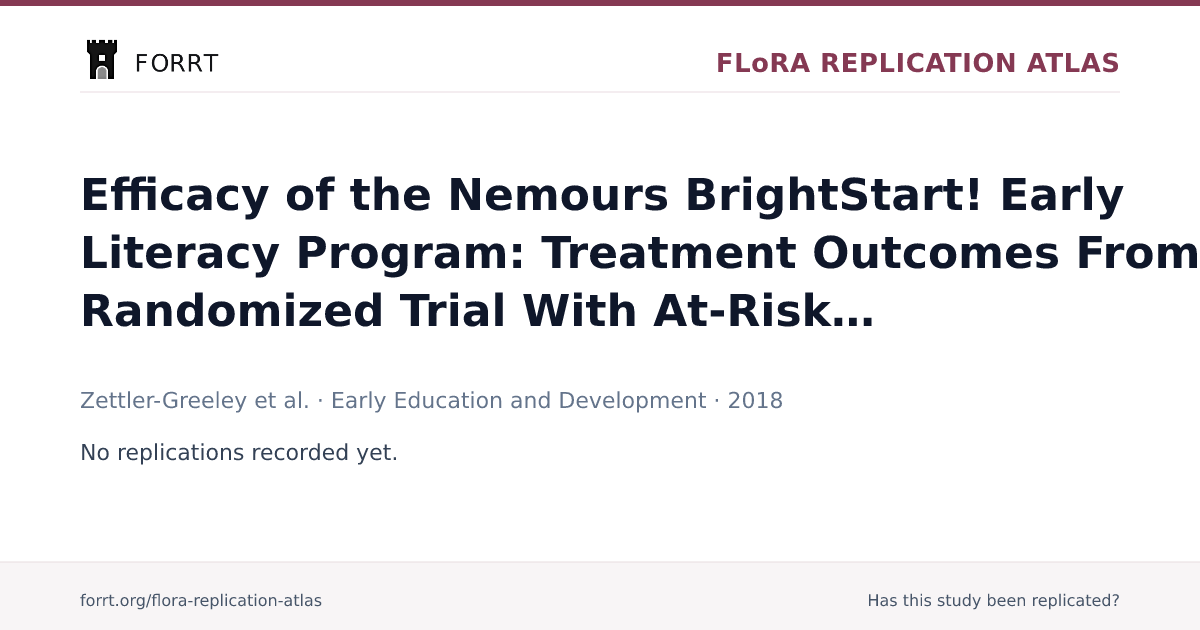 FORRT
FLoRA REPLICATION ATLAS
Efficacy of the Nemours BrightStart! Early
Literacy Program: Treatment Outcomes From
Randomized Trial With At-Risk…
Zettler-Greeley et al. · Early Education and Development · 2018
No replications recorded yet.
forrt.org/flora-replication-atlas
Has this study been replicated?